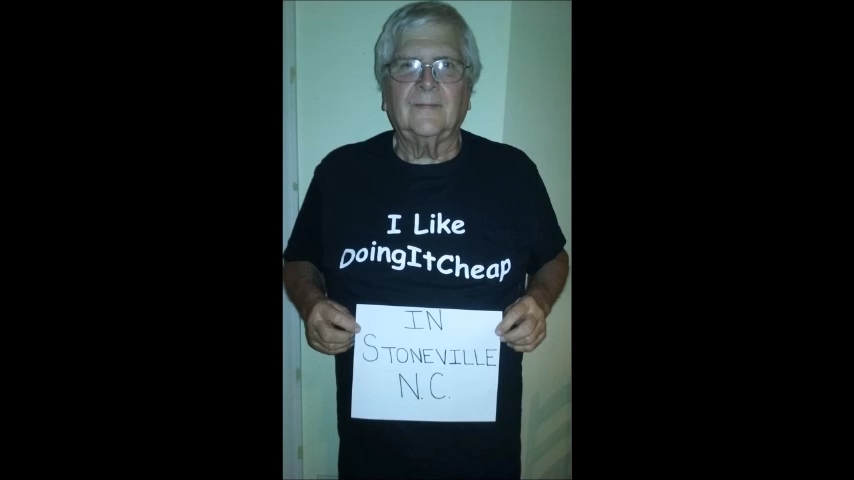 I Like
DoingItCheap
IN
STONEVILLE
N.C.